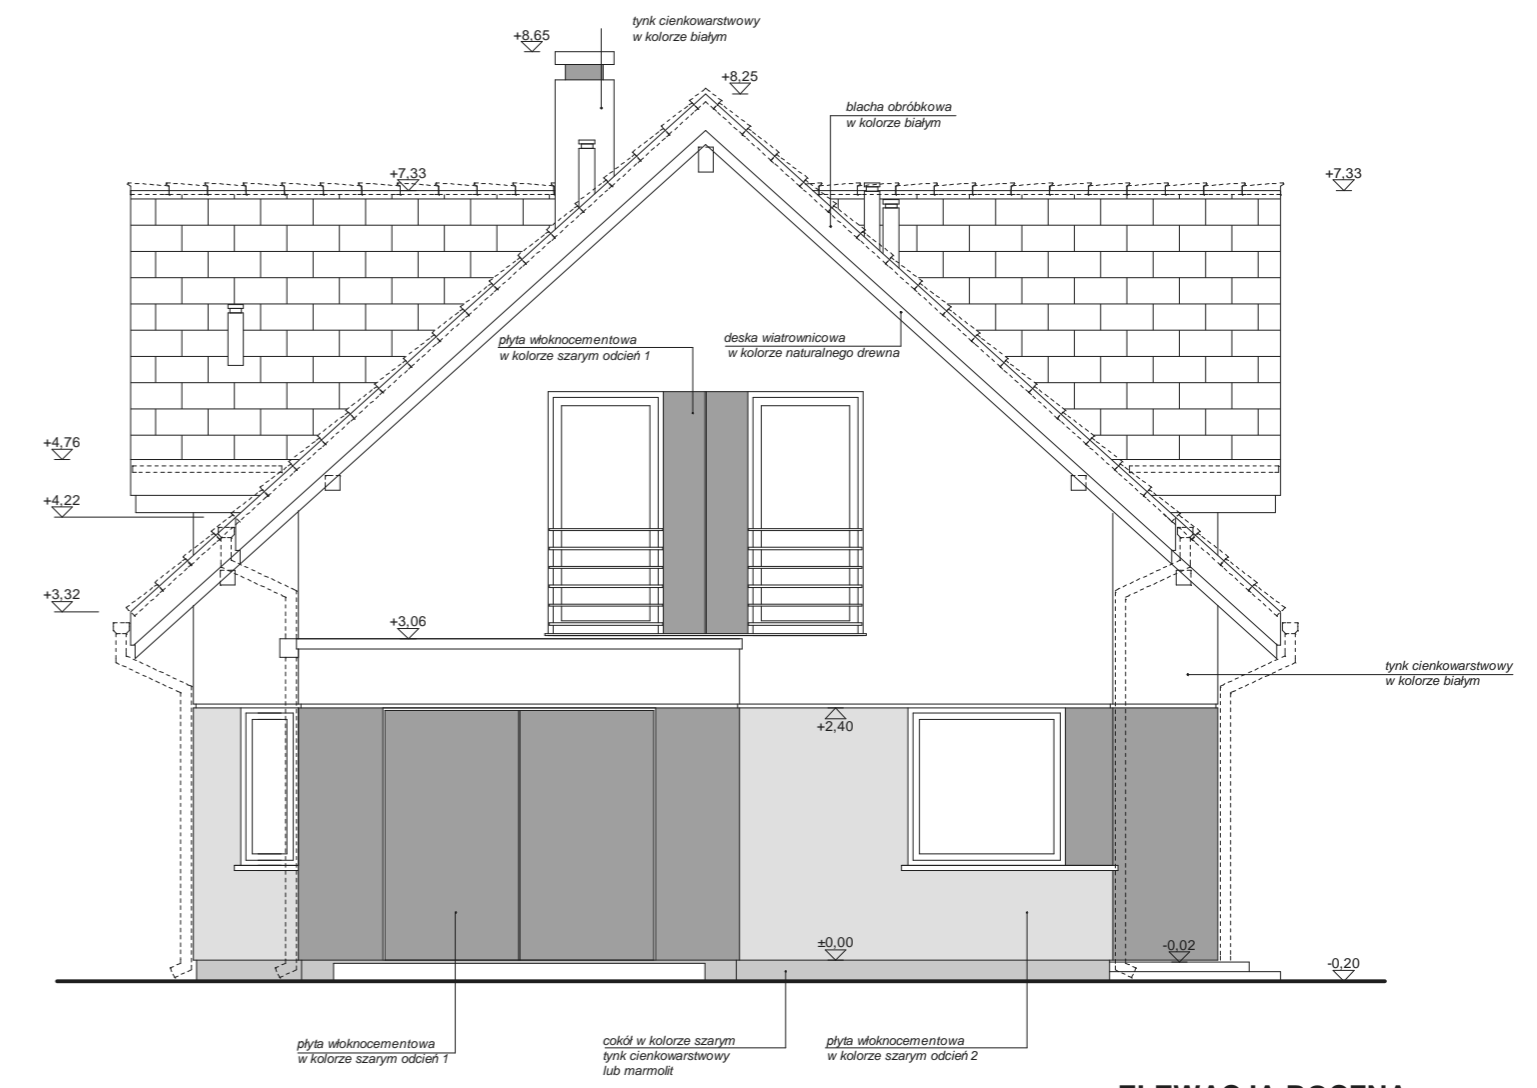 tynk cienkowarstwowy
w kolorze białym
+8,65
+8,25
blacha obróbkowa
w kolorze białym
+7,33
+7,33
płyta włoknocementowa
w kolorze szarym odcień 1
deska wiatrownicowa
w kolorze naturalnego drewna
+4,76
+4,22
+3,32
+3,06
tynk cienkowarstwowy
w kolorze białym
+2,40
±0,00
-0,02
-0,20
płyta włoknocementowa
w kolorze szarym odcień 1
cokół w kolorze szarym
tynk cienkowarstwowy
lub marmolit
płyta włoknocementowa
w kolorze szarym odcień 2